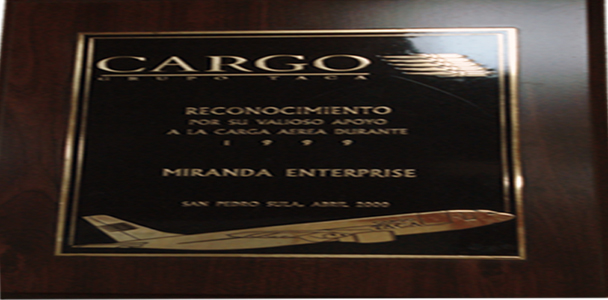 CARGO
GRUPO TACA
RECONOCIMIENTO
POR SU VALIOSO APOYO
A LA CARGA AEREA DURANTE
1999
MIRANDA ENTERPRISE
SAN PEDRO SULA, ABRIL 2000